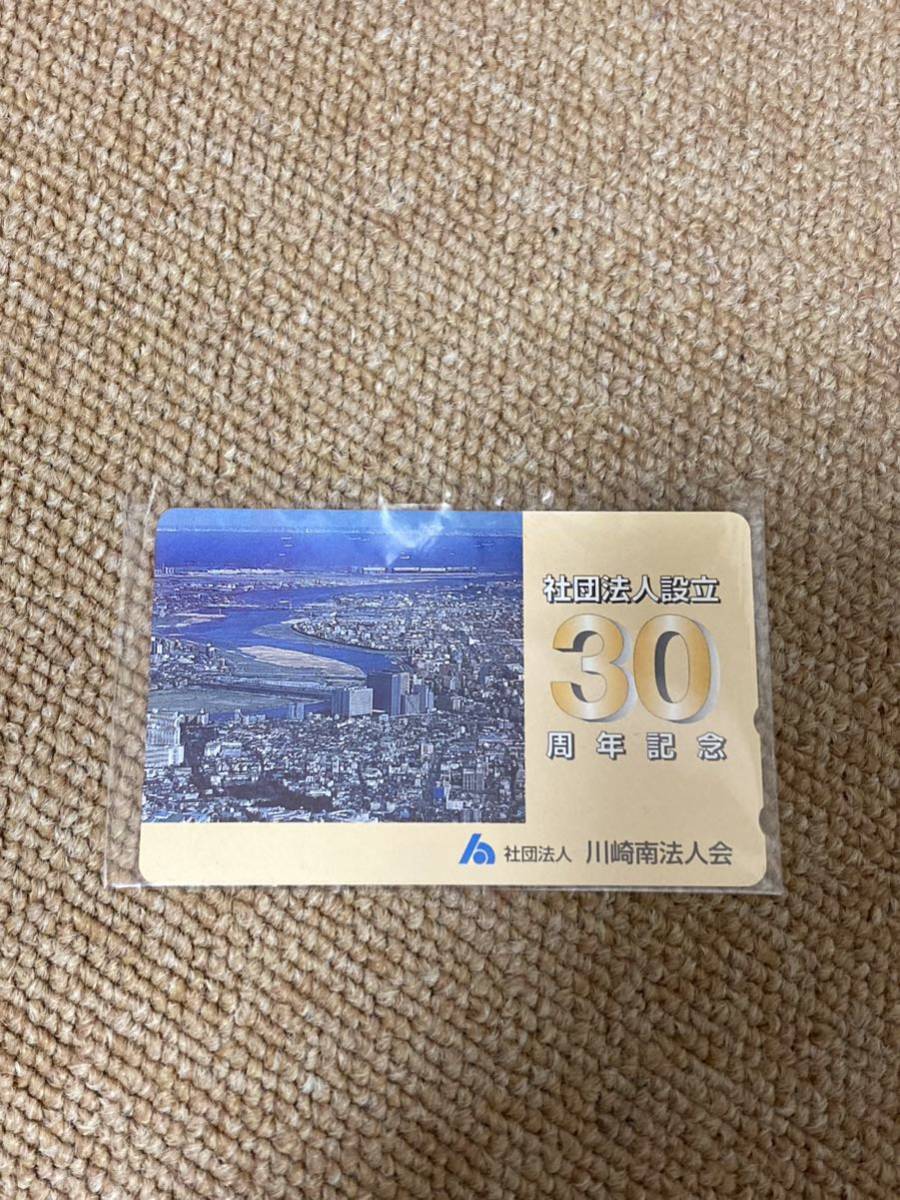 社団法人設立
30
周年記念
社団法人 川崎南法人会